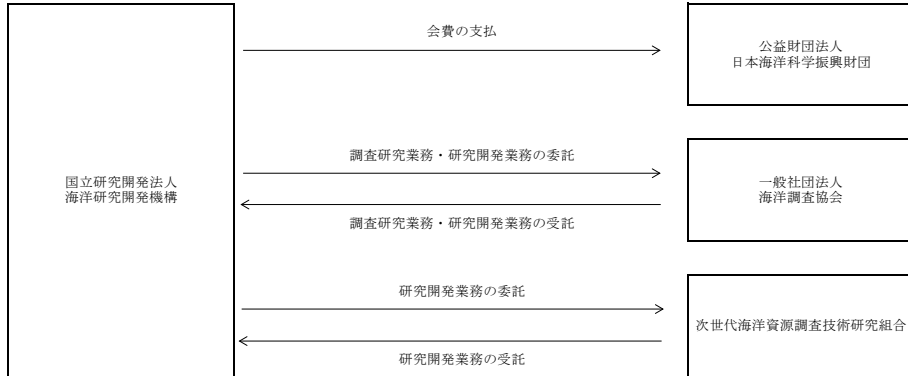 会費の支払
公益財団法人
日本海洋科学振興財団
調査研究業務・研究開発業務の委託
国立研究開発法人
海洋研究開発機構
一般社団法人
海洋調査協会
調査研究業務・研究開発業務の受託
研究開発業務の委託
次世代海洋資源調査技術研究組合
研究開発業務の受託